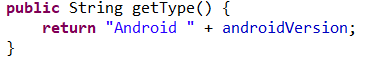 public String getType() {
    return "Android " + androidVersion;
}